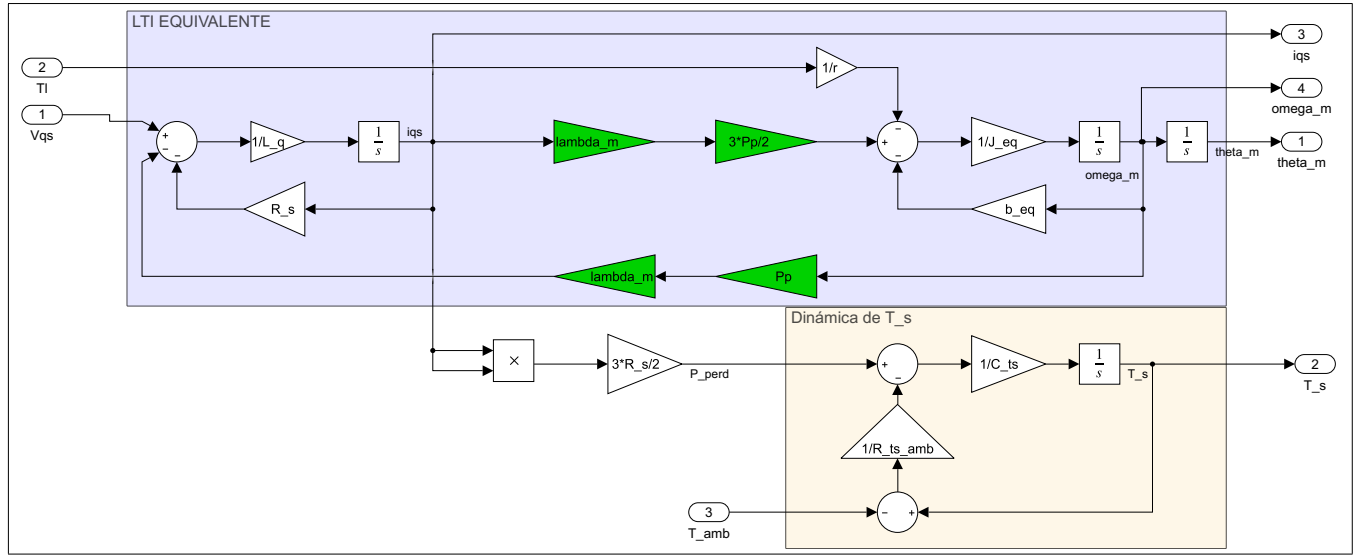 LTI EQUIVALENTE
3
iqs
2
Tl
1/r
4
omega_m
1
Vqs
+
−
−
1/L_q
1
s
iqs
lambda_m
3*Pp/2
−
+
−
1/J_eq
1
s
omega_m
1
s
theta_m
1
theta_m
R_s
b_eq
lambda_m
Pp
Dinámica de T_s
×
3*R_s/2
P_perd
+
−
1/C_ts
1
s
T_s
2
T_s
1/R_ts_amb
3
T_amb
−
+